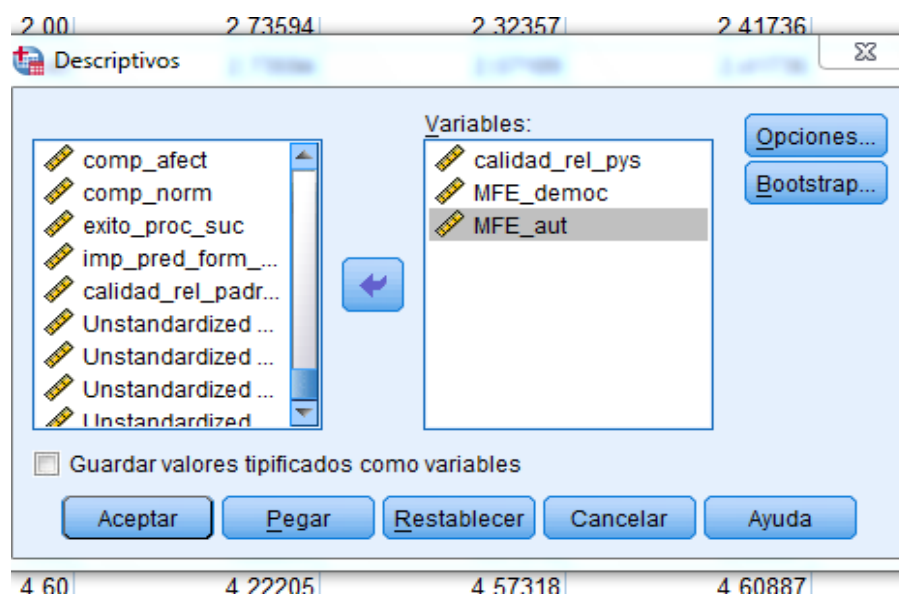 2.00 2.73594 2.32357 2.41736
Descriptivos
Variables:
comp_afect
comp_norm
exito_proc_suc
imp_pred_form_...
calidad_rel_padr...
Unstandardized ...
Unstandardized ...
Unstandardized ...
Unstandardized
calidad_rel_pys
MFE_democ
MFE_aut
Opciones...
Bootstrap...
Guardar valores tipificados como variables
Aceptar Pegar Restablecer Cancelar Ayuda
4.60 4.22205 4.57318 4.60887